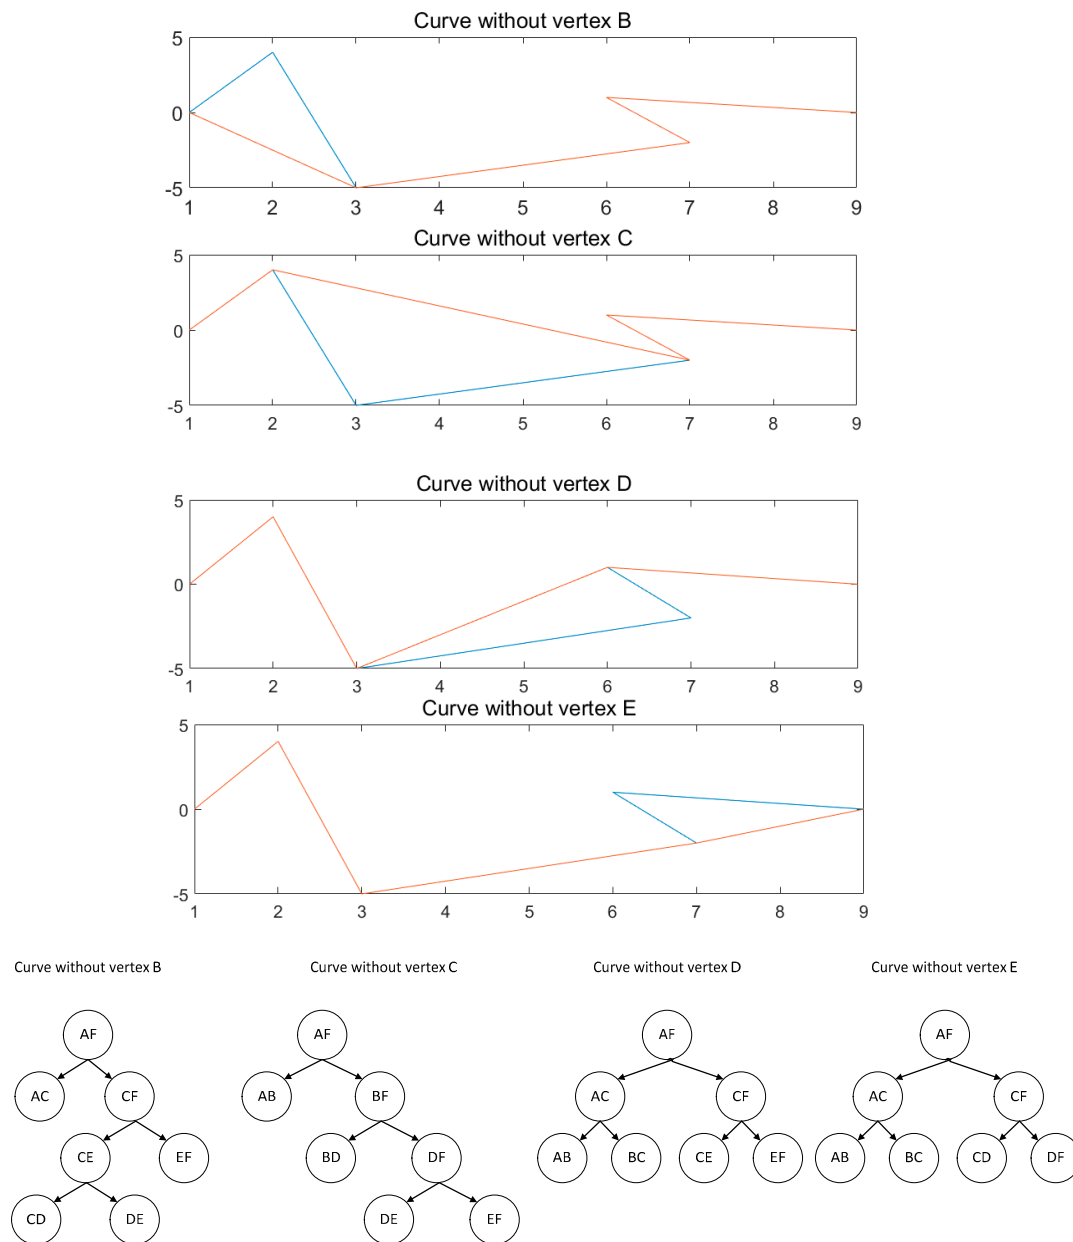 Curve without vertex B
5
0
-5
1 2 3 4 5 6 7 8 9
Curve without vertex C
5
0
-5
1 2 3 4 5 6 7 8 9
Curve without vertex D
5
0
-5
1 2 3 4 5 6 7 8 9
Curve without vertex E
5
0
-5
1 2 3 4 5 6 7 8 9
Curve without vertex B
AF
AC CF
CE EF
CD DE
Curve without vertex C
AF
AB BF
BD DF
DE EF
Curve without vertex D
AF
AC CF
AB BC CE EF
Curve without vertex E
AF
AC CF
AB BC CD DF